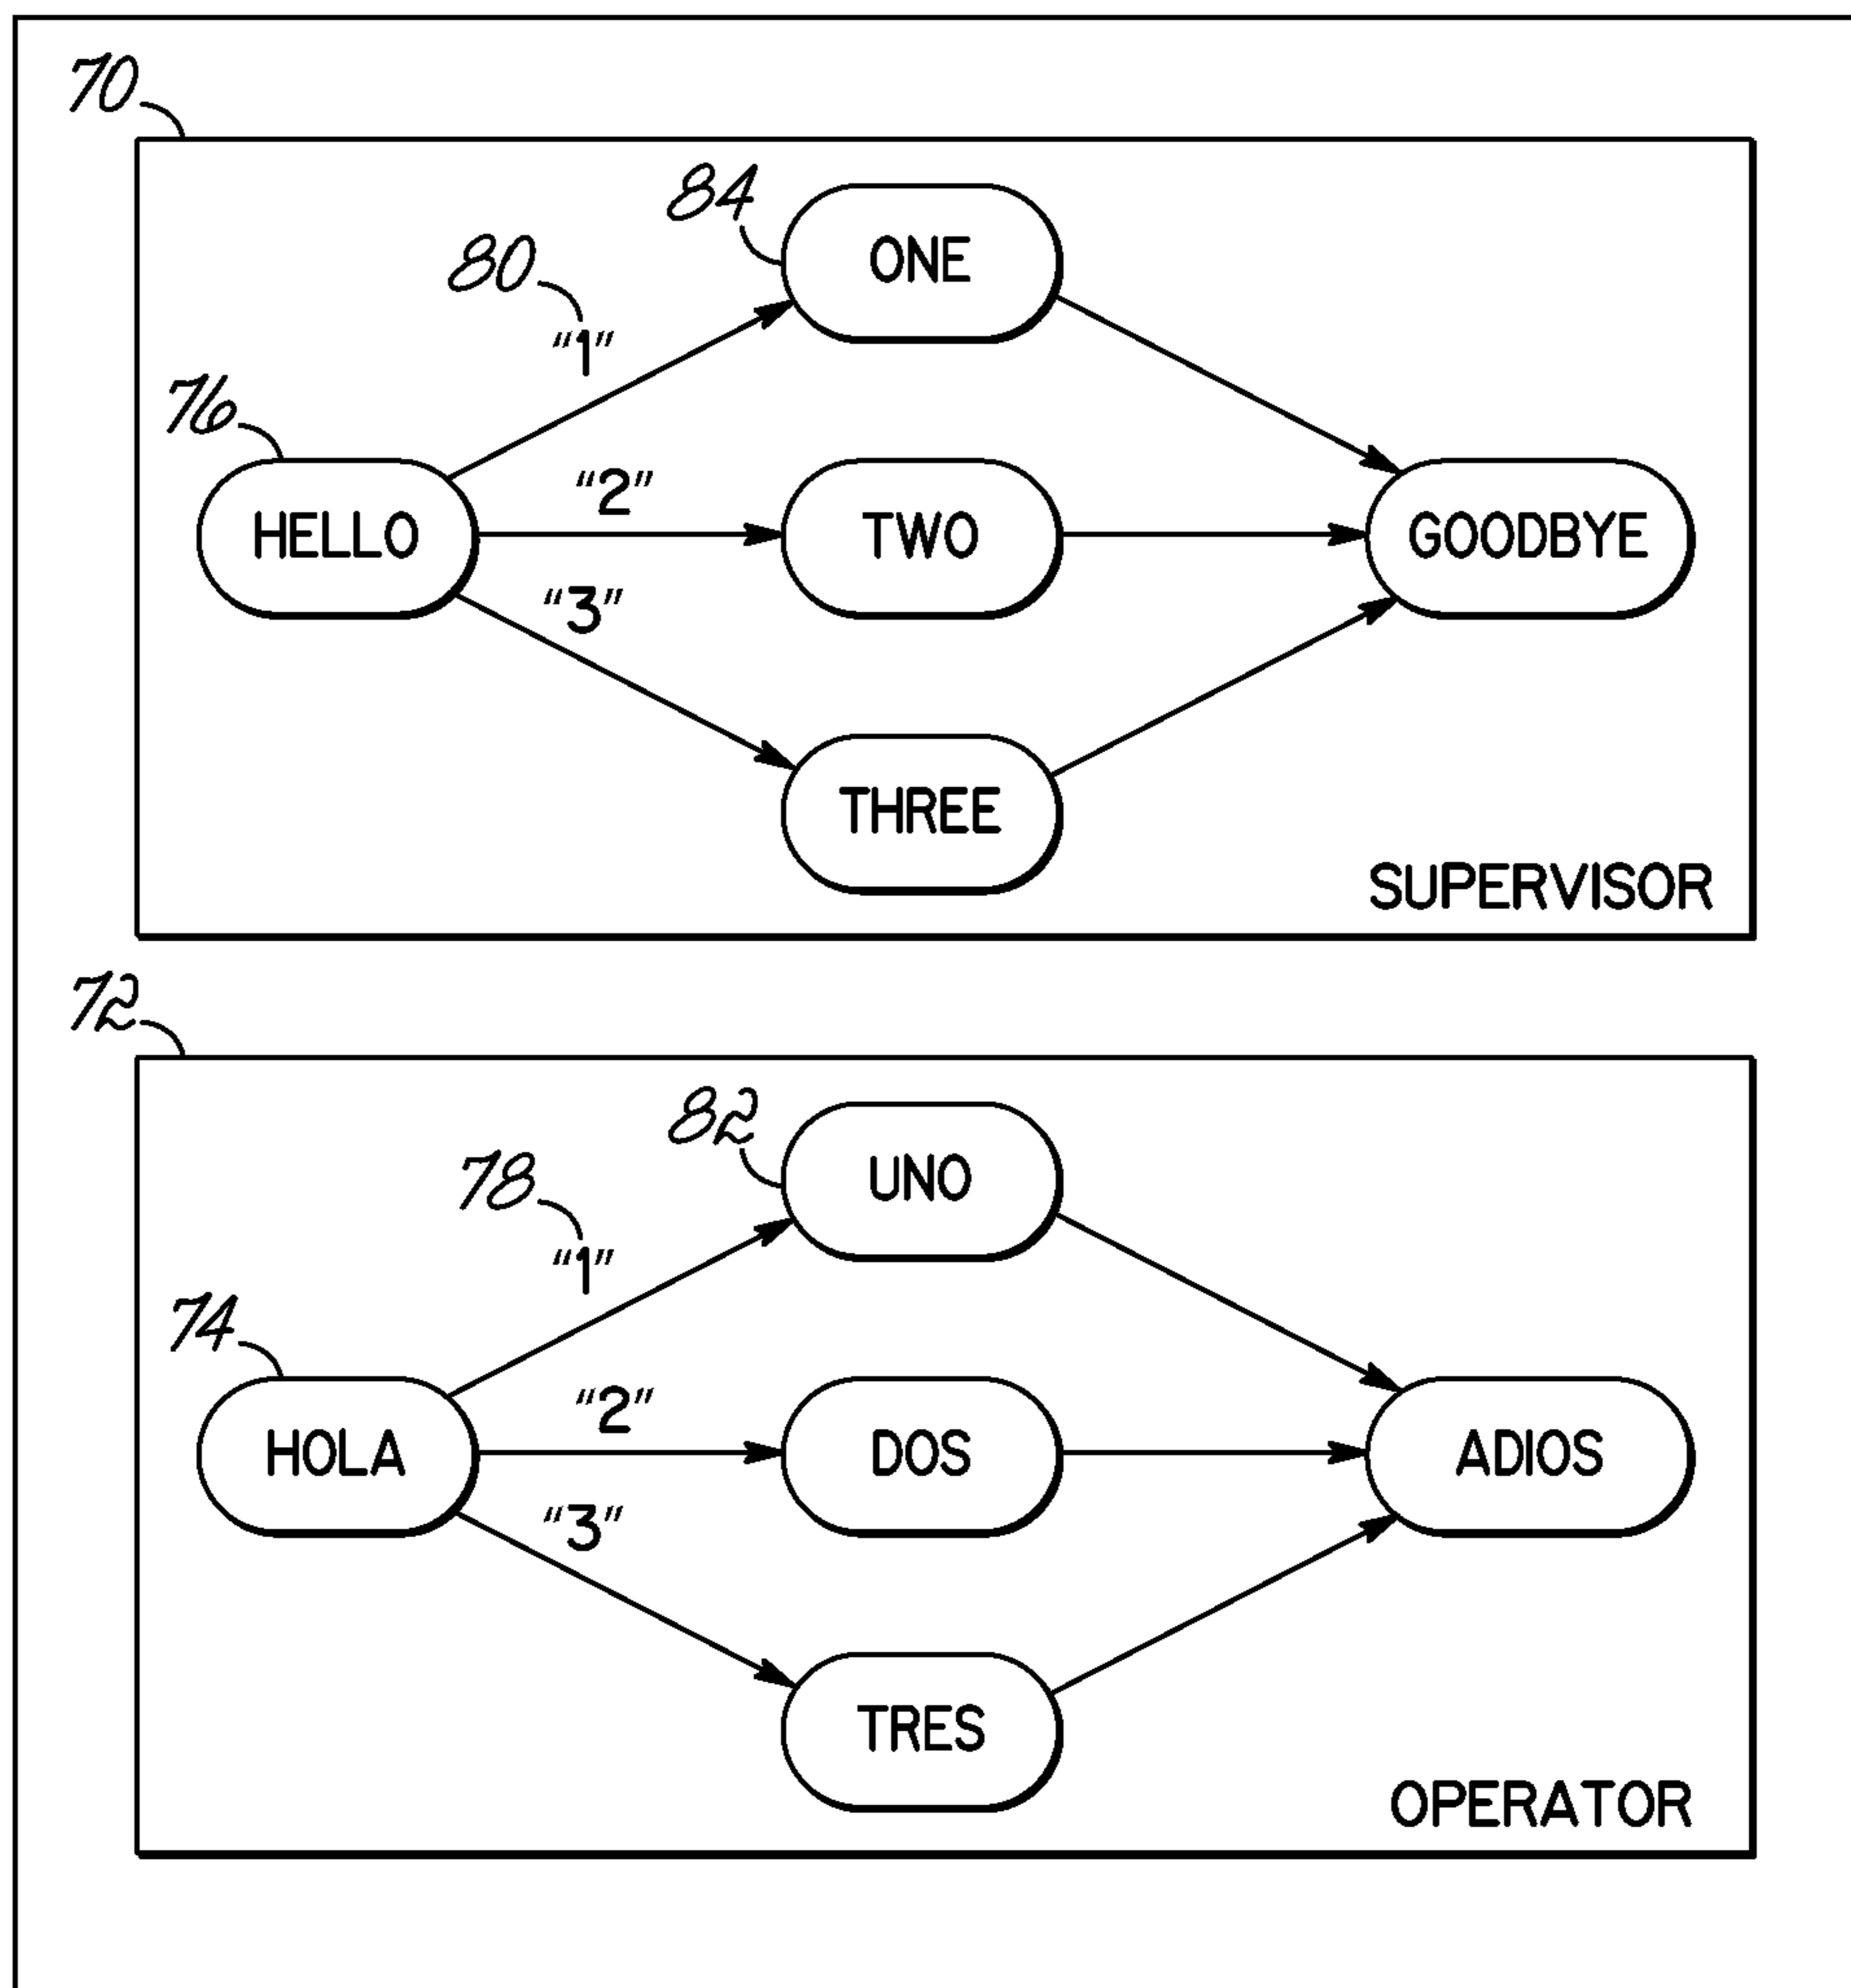 70
84
ONE
80
"1"
76
"2"
HELLO
TWO
GOODBYE
"3"
THREE
SUPERVISOR
72
82
UNO
78
"1"
74
"2"
HOLA
DOS
ADIOS
"3"
TRES
OPERATOR